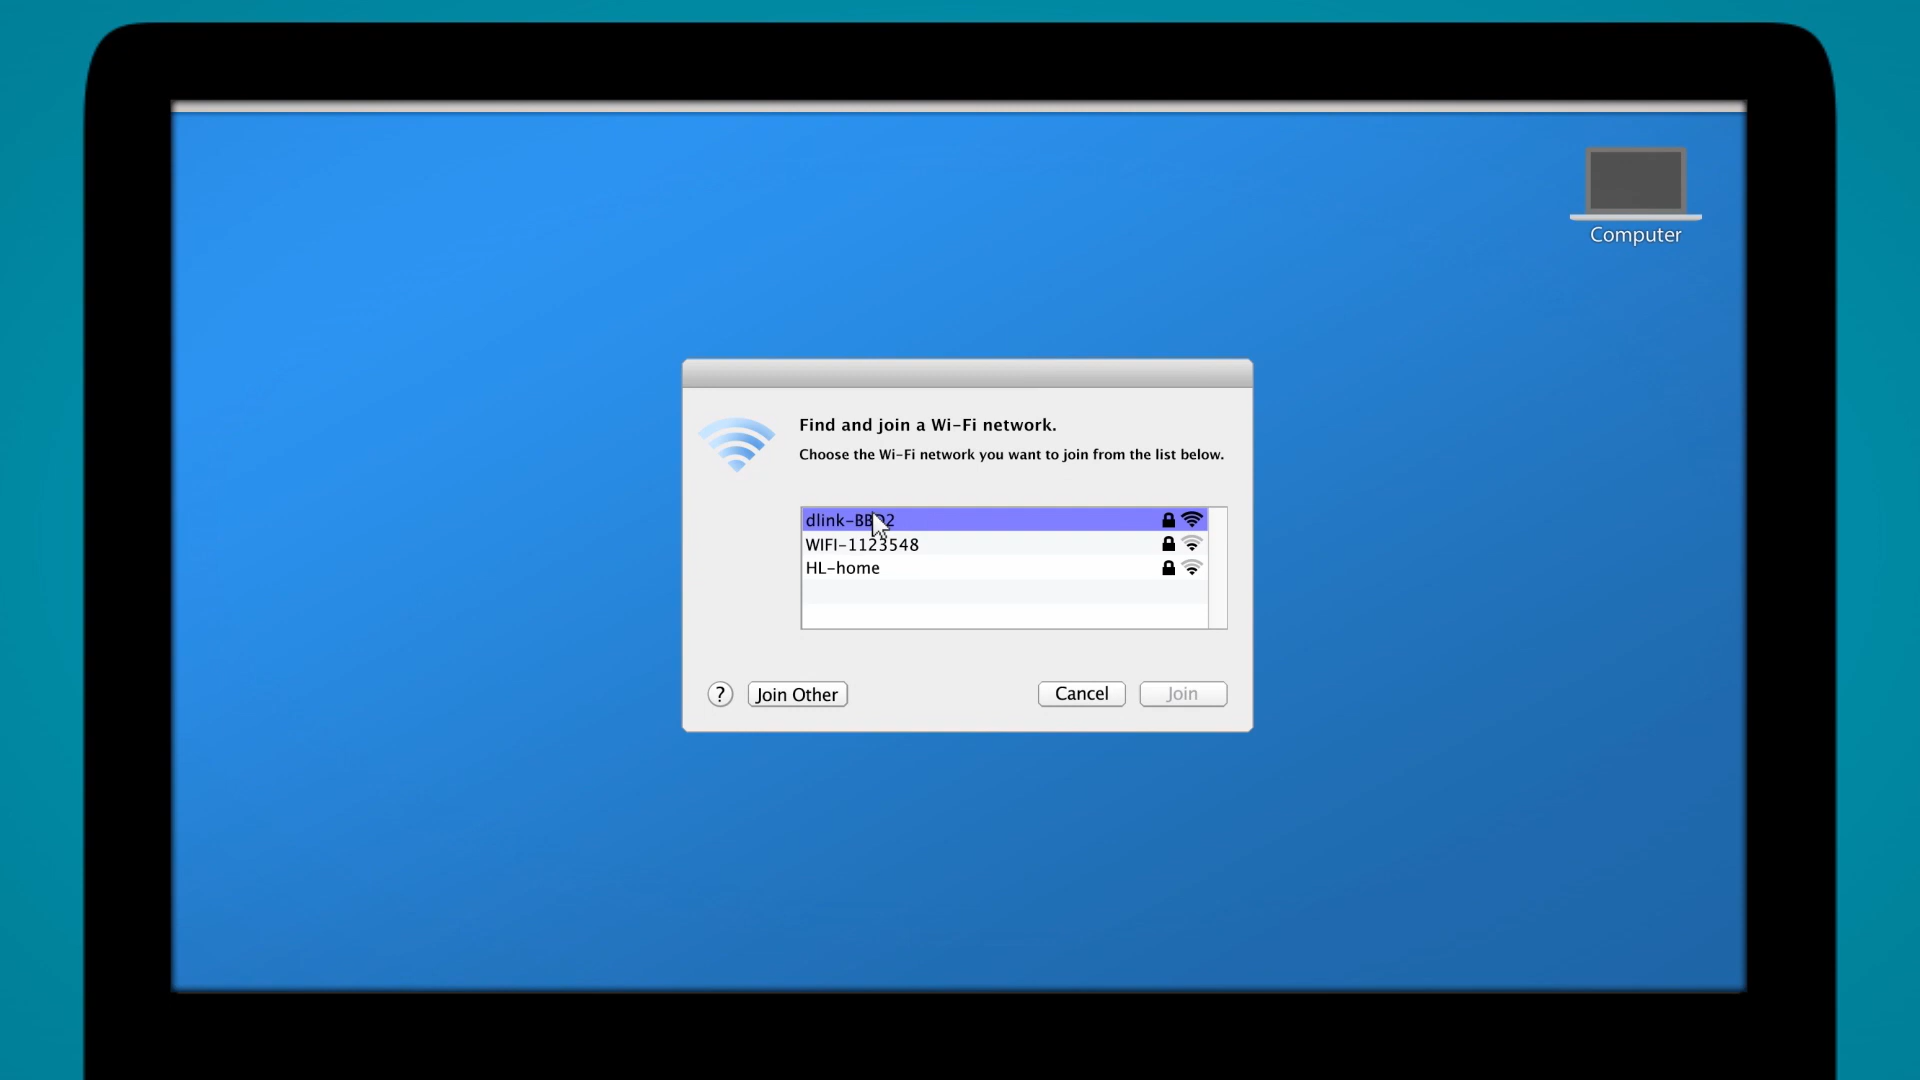 Computer
Find and join a Wi-Fi network.
Choose the Wi-Fi network you want to join from the list below.
WIFI-1123548
HL-home
?
Join Other
Cancel
Join